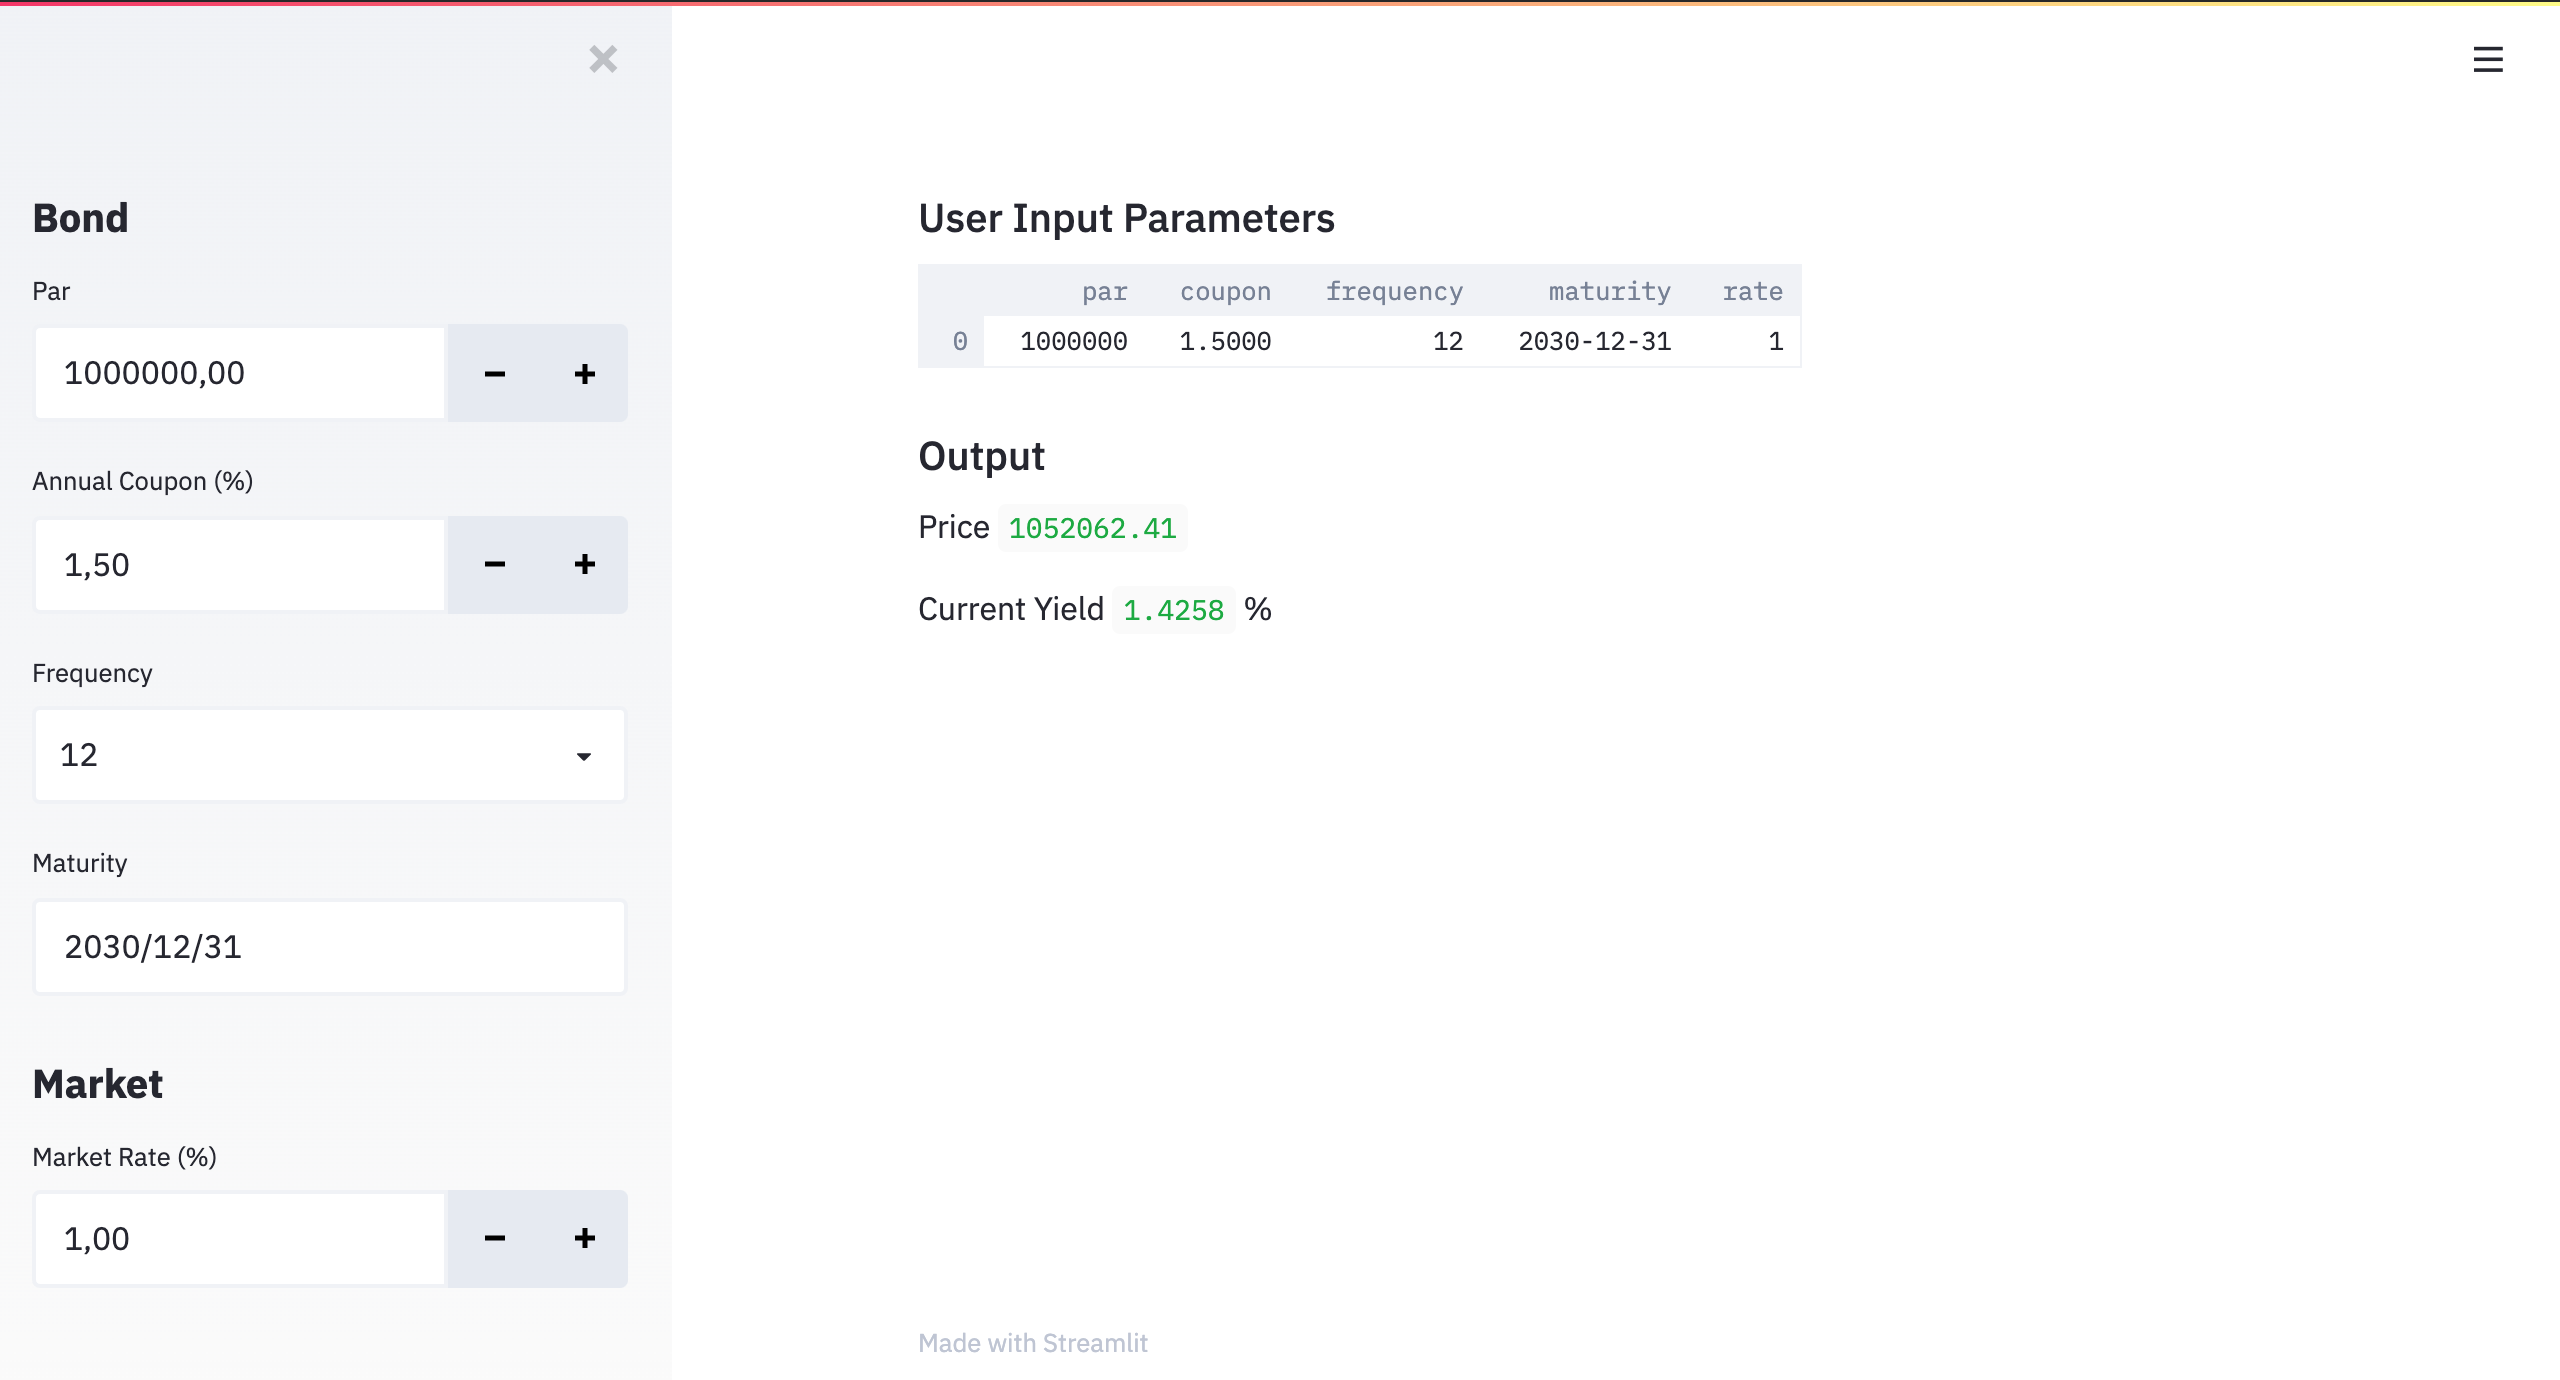 Bond
Par
1000000,00
Annual Coupon (%)
1,50
Frequency
12
Maturity
2030/12/31
Market
Market Rate (%)
1,00
User Input Parameters
par coupon frequency maturity rate
0 1000000 1.5000 12 2030-12-31 1
Output
Price 1052062.41
Current Yield 1.4258 %
Made with Streamlit